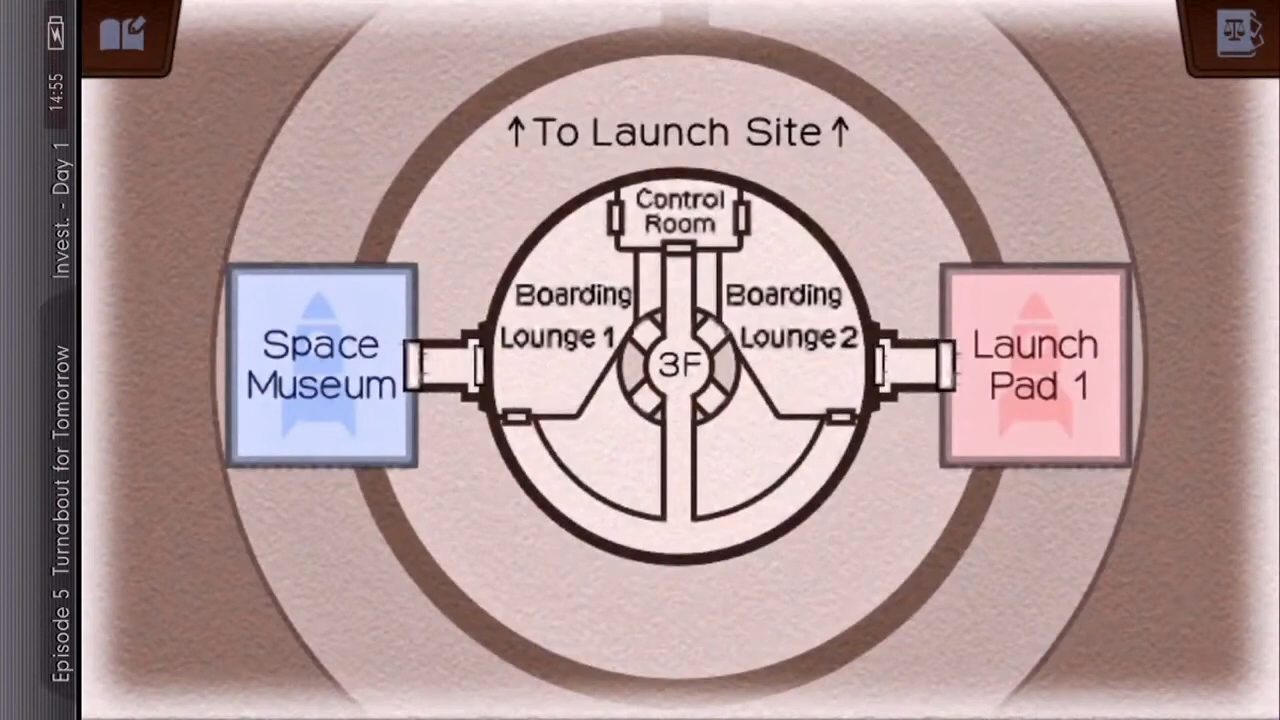 Episode 5 Turnabout for Tomorrow
Invest. - Day 1
14:55
↑To Launch Site↑
Control
Room
Boarding
Lounge 1
Boarding
Lounge 2
3F
Space
Museum
Launch
Pad 1